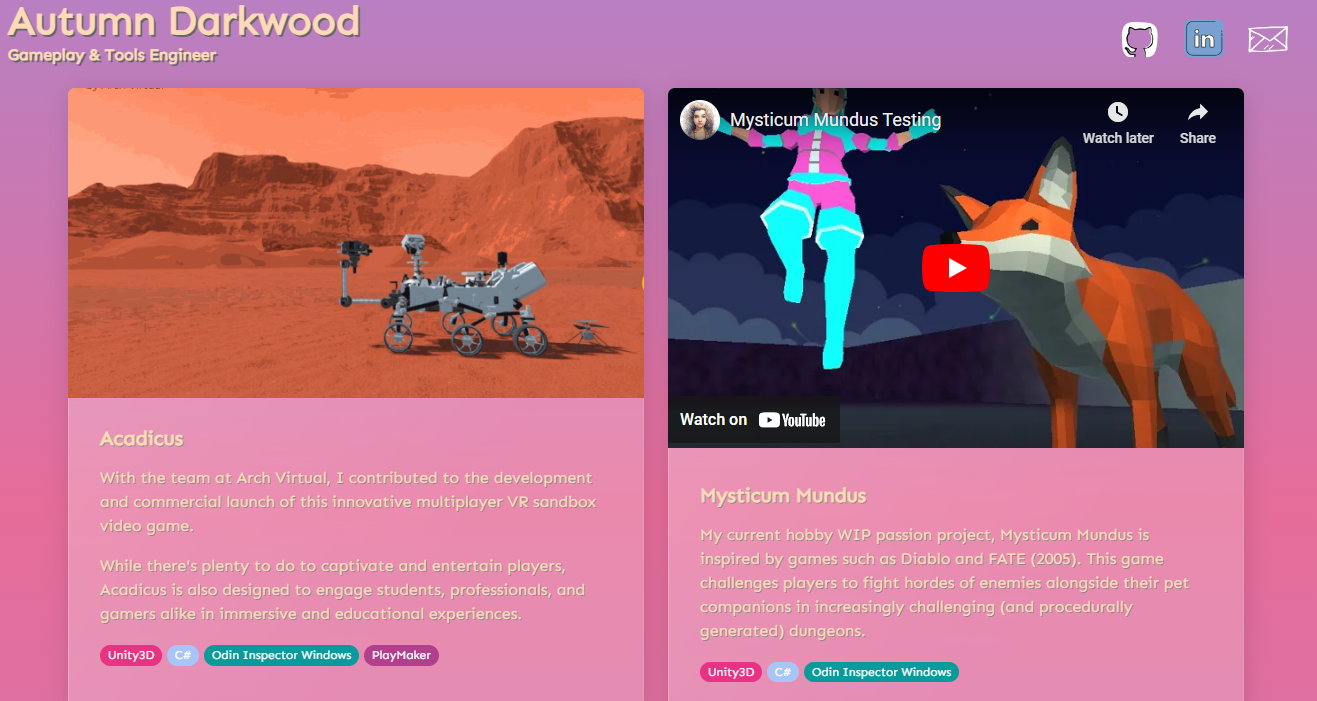 Autumn Darkwood
Gameplay & Tools Engineer
in
Acadicus
With the team at Arch Virtual, I contributed to the development
and commercial launch of this innovative multiplayer VR sandbox
video game.
While there's plenty to do to captivate and entertain players,
Acadicus is also designed to engage students, professionals, and
gamers alike in immersive and educational experiences.
Unity3D C# Odin Inspector Windows PlayMaker
Mysticum Mundus Testing
Watch later
Share
Watch on YouTube
Mysticum Mundus
My current hobby WIP passion project, Mysticum Mundus is
inspired by games such as Diablo and FATE (2005). This game
challenges players to fight hordes of enemies alongside their pet
companions in increasingly challenging (and procedurally
generated) dungeons.
Unity3D C# Odin Inspector Windows